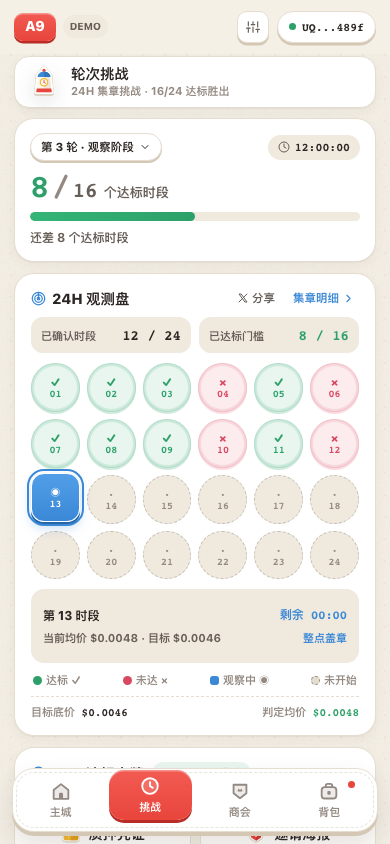 A9 DEMO UQ...489f
轮次挑战
24H 集章挑战 · 16/24 达标胜出
第 3 轮 · 观察阶段 12:00:00
8 / 16 个达标时段
还差 8 个达标时段
24H 观测盘 𝕏 分享 集章明细
已确认时段 12 / 24 已达标门槛 8 / 16
01 02 03 04 05 06
07 08 09 10 11 12
13 14 15 16 17 18
19 20 21 22 23 24
第 13 时段 剩余 00:00
当前均价 $0.0048 · 目标 $0.0046 整点盖章
达标 ✓ 未达 × 观察中 ◉ 未开始
目标底价 $0.0046 判定均价 $0.0048
主城 挑战 商会 背包